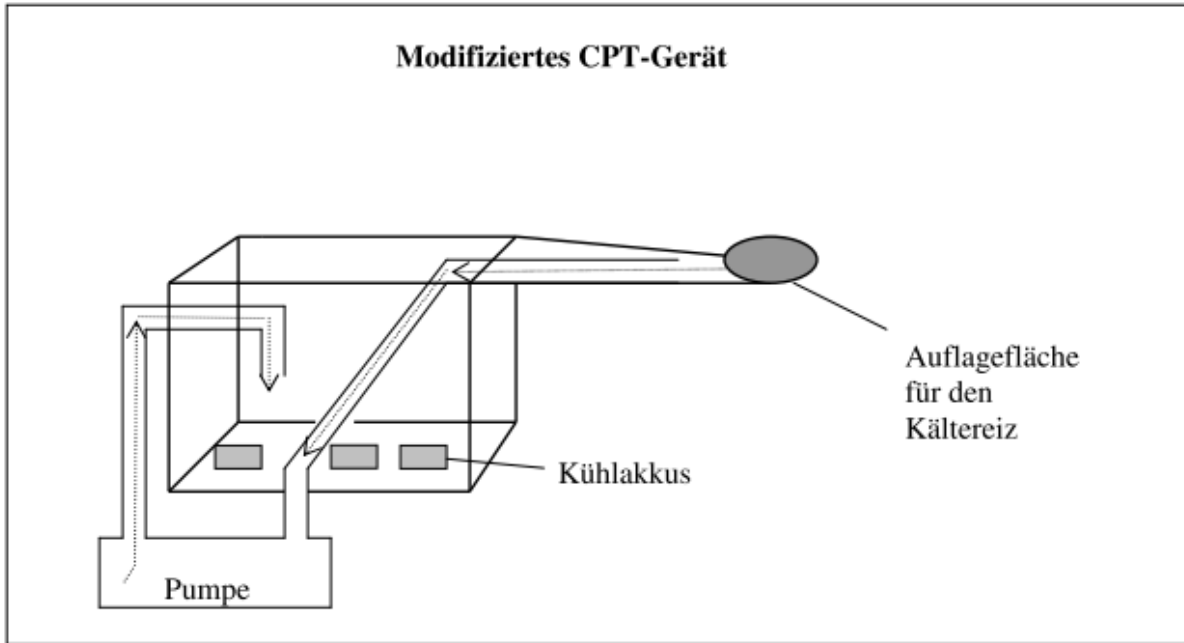 Modifiziertes CPT-Gerät
Auflagefläche
für den
Kältereiz
Kühlakkus
Pumpe